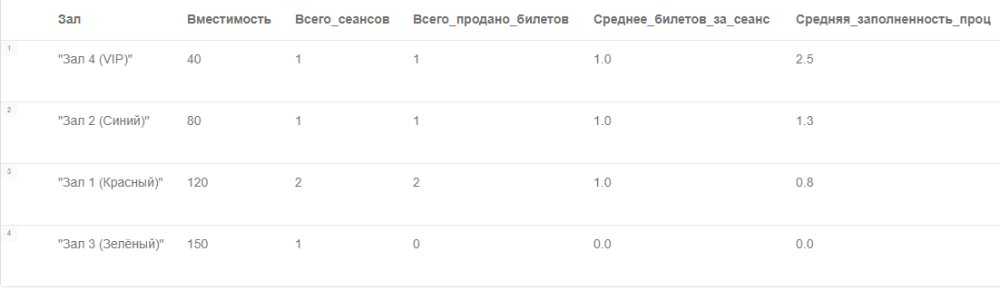 Зал Вместимость Всего_сеансов Всего_продано_билетов Среднее_билетов_за_сеанс Средняя_заполненность_проц
1 "Зал 4 (VIP)" 40 1 1 1.0 2.5
2 "Зал 2 (Синий)" 80 1 1 1.0 1.3
3 "Зал 1 (Красный)" 120 2 2 1.0 0.8
4 "Зал 3 (Зелёный)" 150 1 0 0.0 0.0